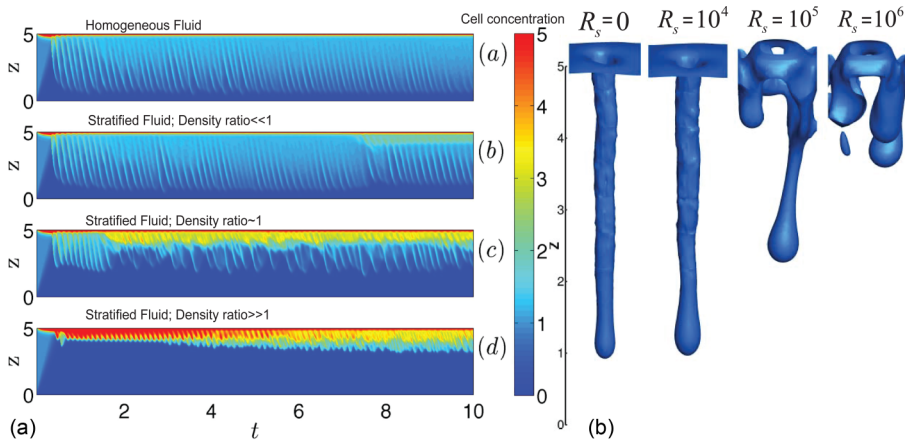 Homogeneous Fluid
Cell concentration
5
z
0
(a)
Stratified Fluid; Density ratio<<1
5
z
0
(b)
Stratified Fluid; Density ratio~1
5
z
0
(c)
Stratified Fluid; Density ratio>>1
5
z
0
(d)
2 4 6 8 10
t
5
4
3
2
1
0
(a)
R_s=0 R_s=10^4 R_s=10^5 R_s=10^6
5
4
3
2
z
1
0
(b)